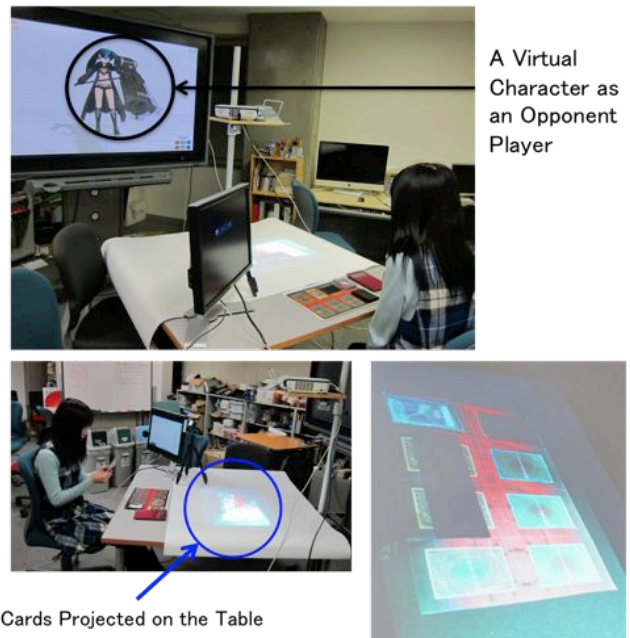 A Virtual
Character as
an Opponent
Player
Cards Projected on the Table